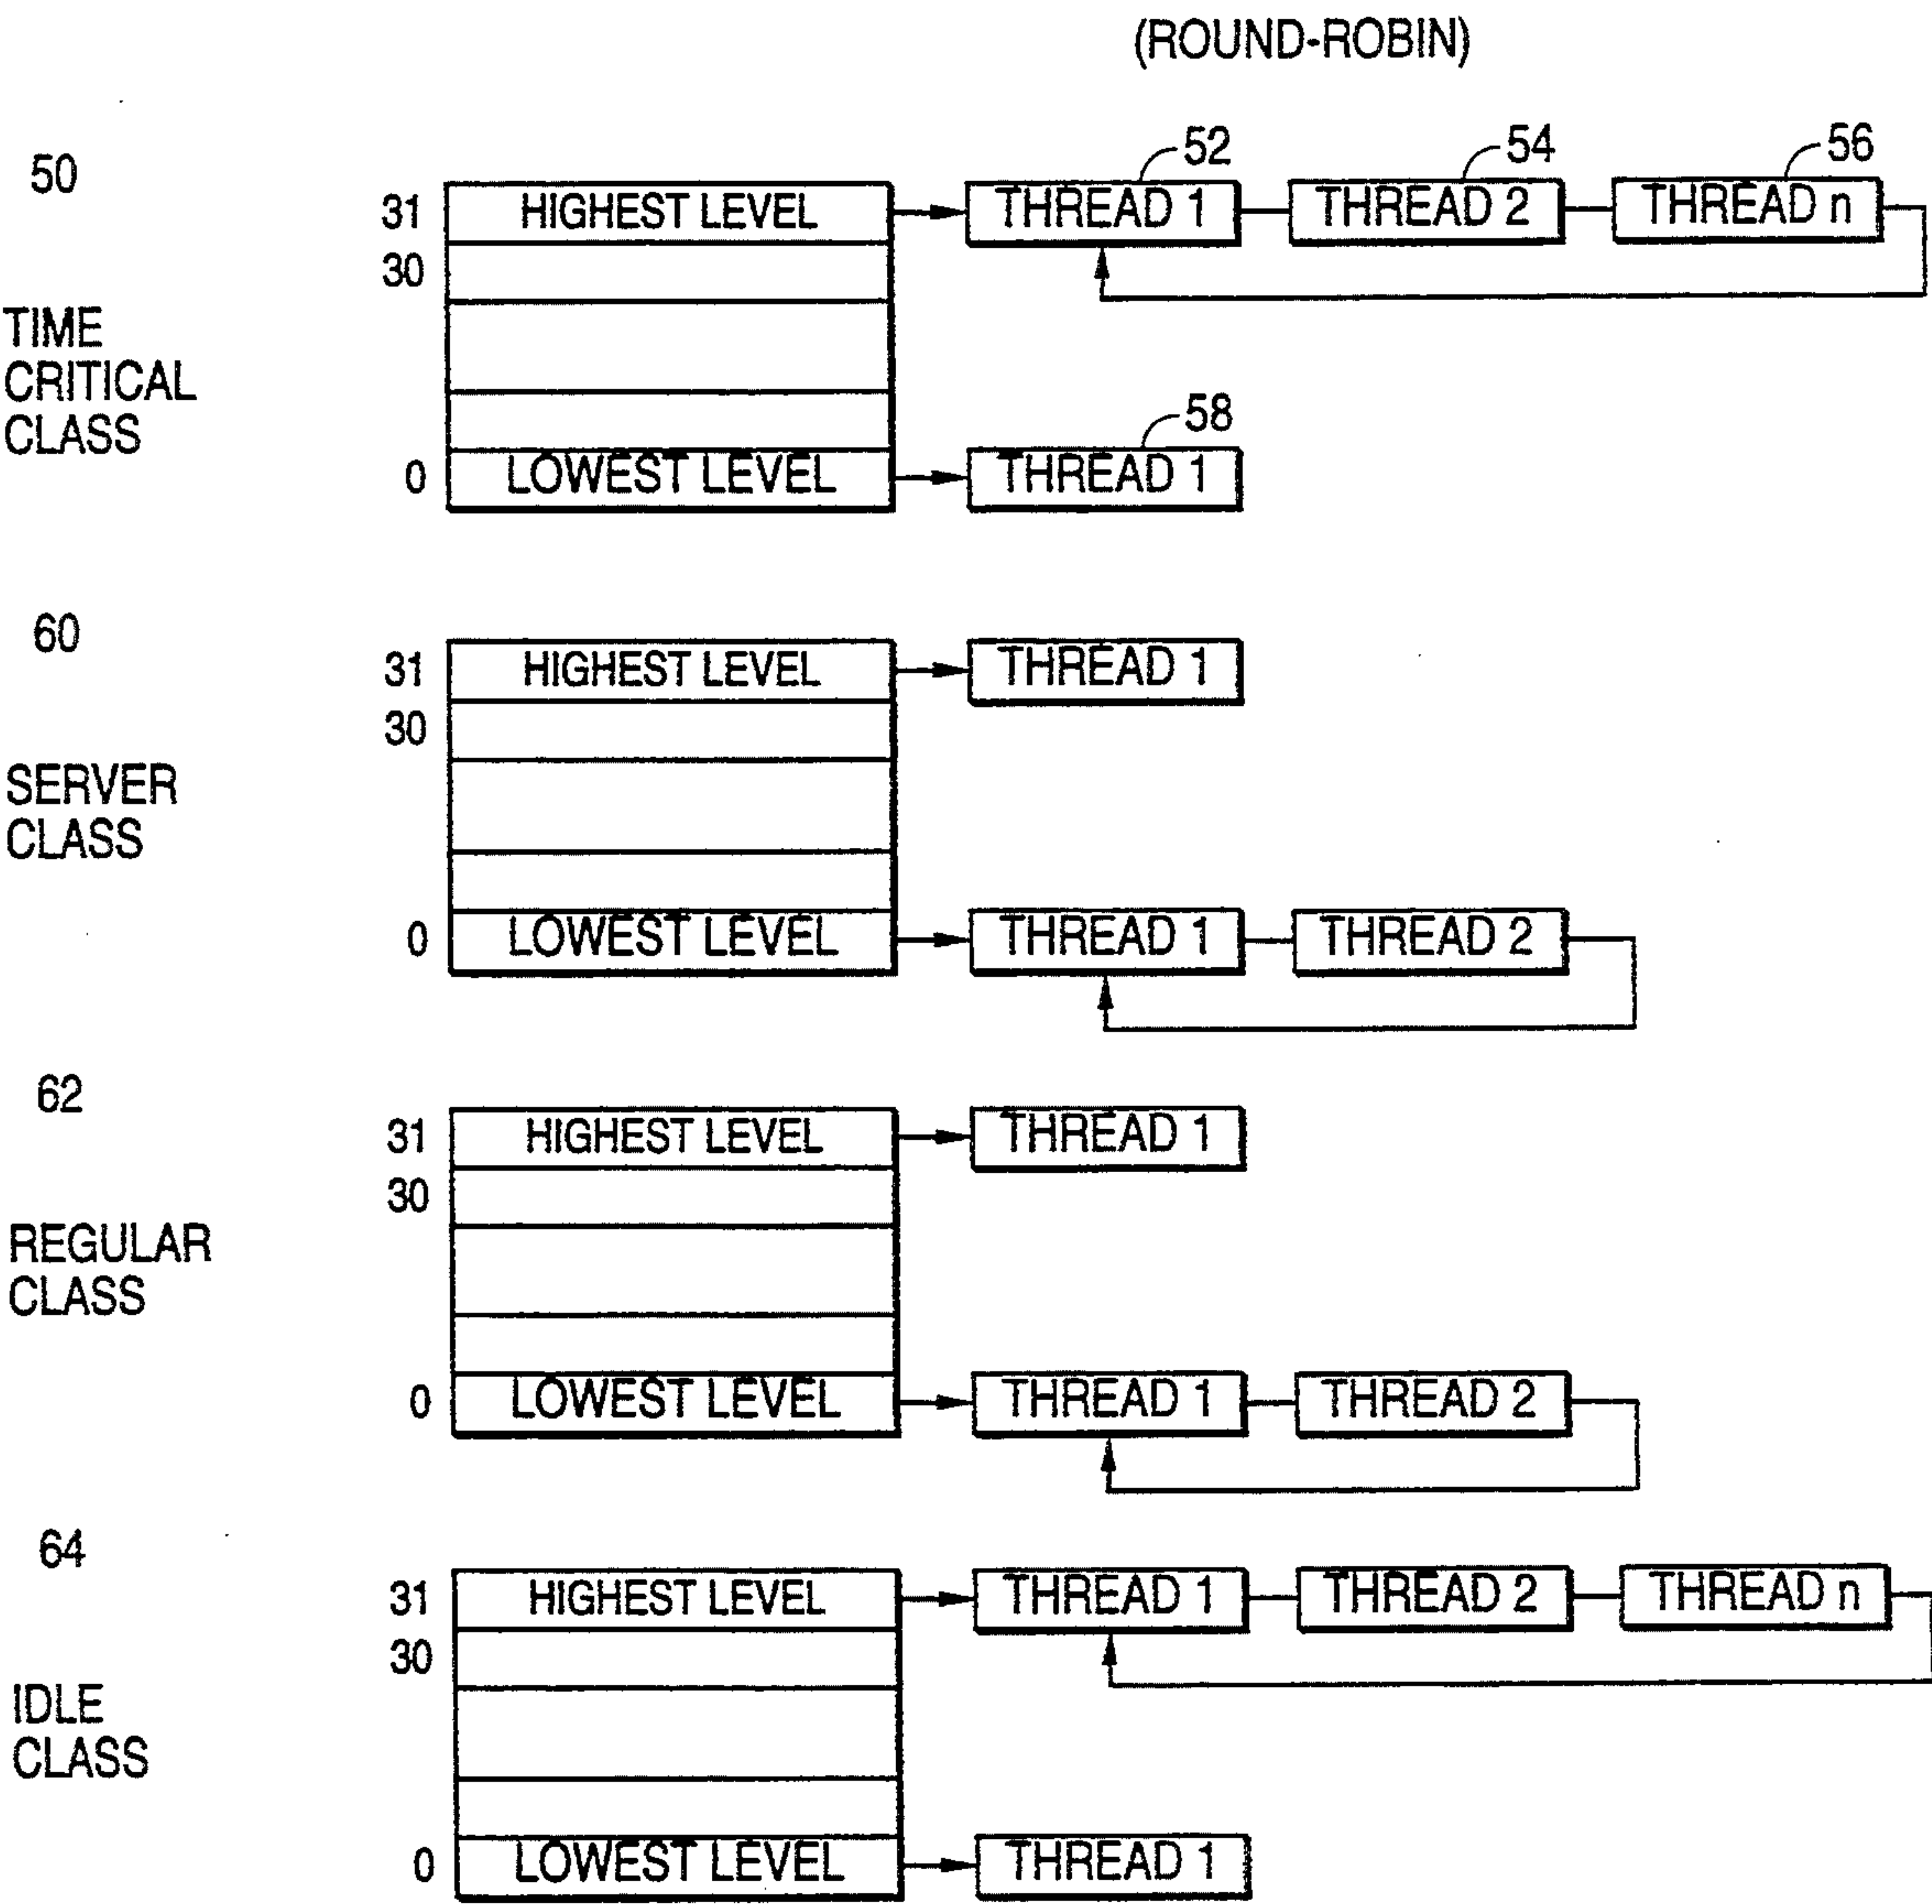 (ROUND-ROBIN)
50
TIME
CRITICAL
CLASS
31
HIGHEST LEVEL
30
0
LOWEST LEVEL
52
THREAD 1
54
THREAD 2
56
THREAD n
58
THREAD 1
60
SERVER
CLASS
31
HIGHEST LEVEL
30
0
LOWEST LEVEL
THREAD 1
THREAD 1
THREAD 2
62
REGULAR
CLASS
31
HIGHEST LEVEL
30
0
LOWEST LEVEL
THREAD 1
THREAD 1
THREAD 2
64
IDLE
CLASS
31
HIGHEST LEVEL
30
0
LOWEST LEVEL
THREAD 1
THREAD 2
THREAD n
THREAD 1